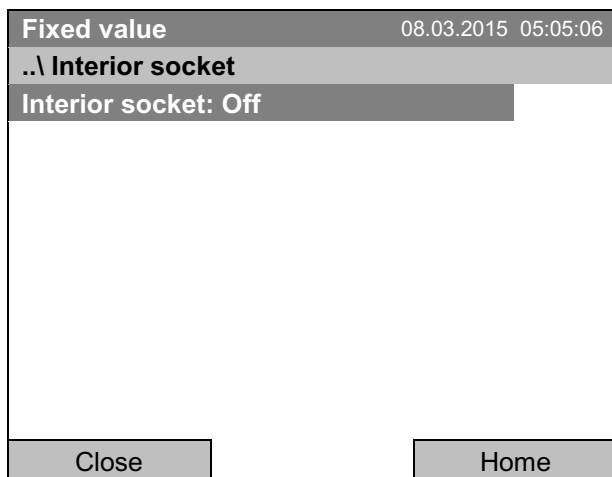 Fixed value 08.03.2015 05:05:06
..\ Interior socket
Interior socket: Off
Close Home